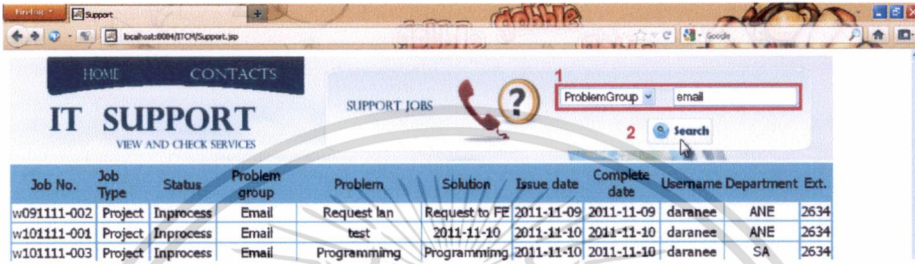 Firefox
Support
localhost:8084/ITCM/Support.jsp
Google
HOME CONTACTS
IT SUPPORT
VIEW AND CHECK SERVICES
SUPPORT JOBS
1
ProblemGroup email
2 Search
Job No. Job Type Status Problem group Problem Solution Issue date Complete date Username Department Ext.
w091111-002 Project Inprocess Email Request lan Request to FE 2011-11-09 2011-11-09 daranee ANE 2634
w101111-001 Project Inprocess Email test 2011-11-10 2011-11-10 2011-11-10 daranee ANE 2634
w101111-003 Project Inprocess Email Programmimg Programmimg 2011-11-10 2011-11-10 daranee SA 2634